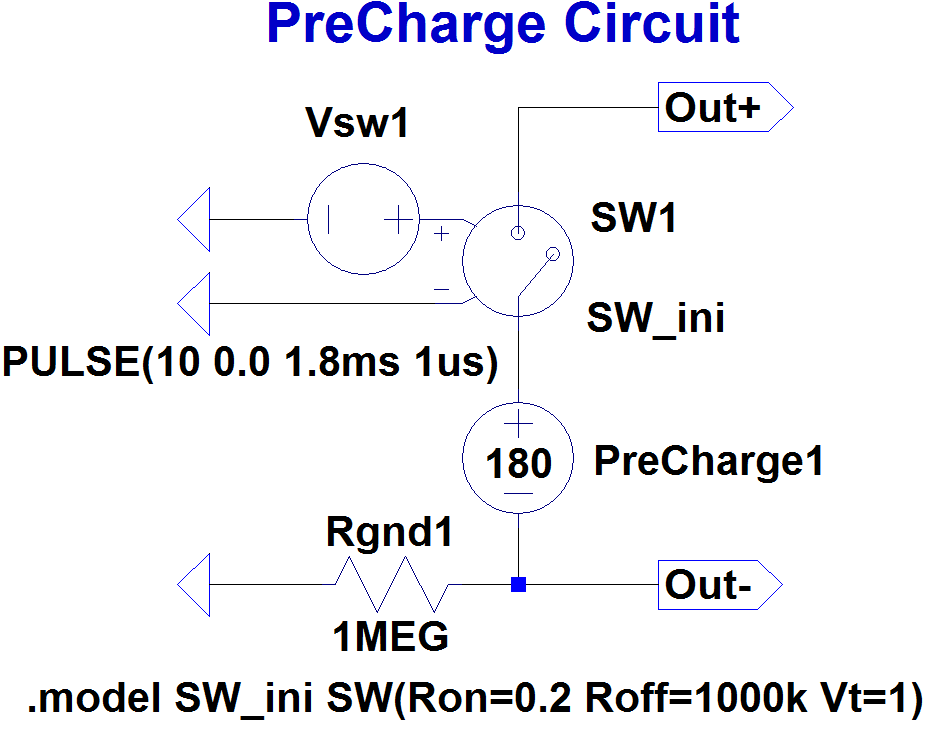 PreCharge Circuit
Out+
Vsw1
SW1
+
−
SW_ini
PULSE(10 0.0 1.8ms 1us)
180
PreCharge1
Rgnd1
Out-
1MEG
.model SW_ini SW(Ron=0.2 Roff=1000k Vt=1)